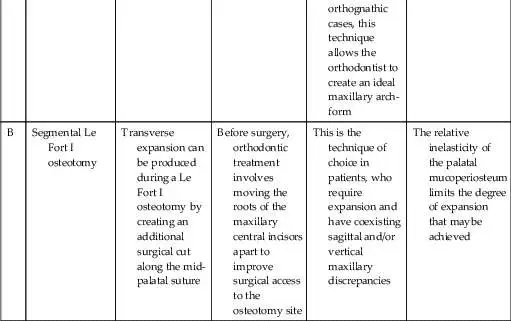 orthognathic
cases, this
technique
allows the
orthodontist to
create an ideal
maxillary arch-
form
B
Segmental Le
Fort I
osteotomy
Transverse
expansion can
be produced
during a Le
Fort I
osteotomy by
creating an
additional
surgical cut
along the mid-
palatal suture
Before surgery,
orthodontic
treatment
involves
moving the
roots of the
maxillary
central incisors
apart to
improve
surgical access
to the
osteotomy site
This is the
technique of
choice in
patients, who
require
expansion and
have coexisting
sagittal and/or
vertical
maxillary
discrepancies
The relative
inelasticity of
the palatal
mucoperiosteum
limits the degree
of expansion
that maybe
achieved